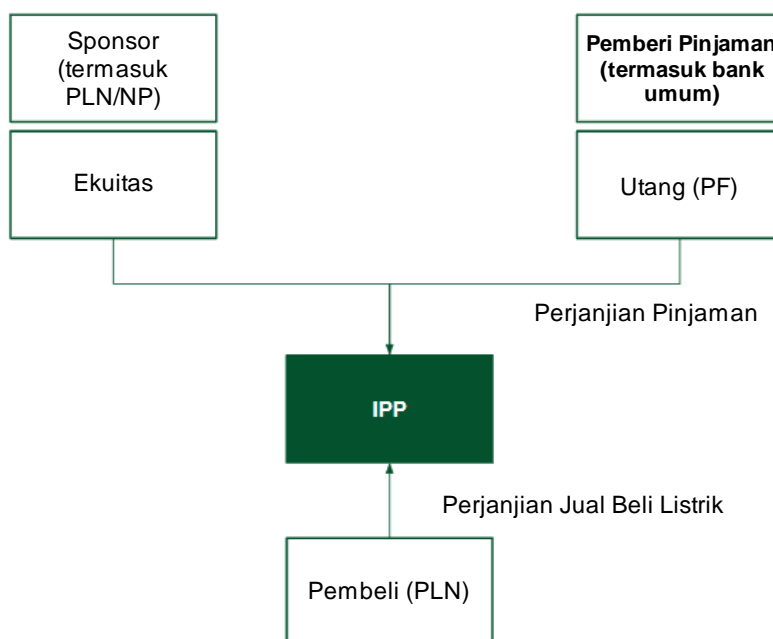 Sponsor
(termasuk
PLN/NP)
Pemberi Pinjaman
(termasuk bank
umum)
Ekuitas
Utang (PF)
Perjanjian Pinjaman
IPP
Perjanjian Jual Beli Listrik
Pembeli (PLN)